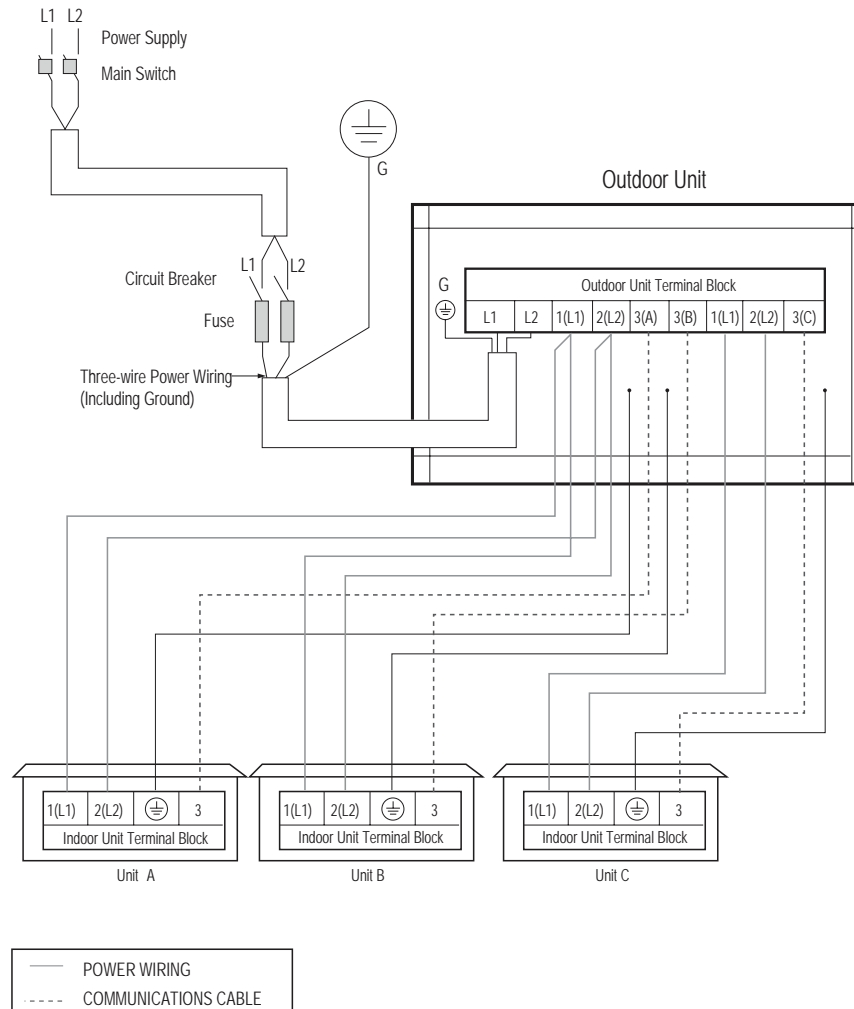 L1 L2
Power Supply
Main Switch
G
Outdoor Unit
L1 L2
Circuit Breaker
Fuse
Three-wire Power Wiring
(Including Ground)
G
Outdoor Unit Terminal Block
L1 L2 1(L1) 2(L2) 3(A) 3(B) 1(L1) 2(L2) 3(C)
1(L1) 2(L2) 3
Indoor Unit Terminal Block
Unit A
1(L1) 2(L2) 3
Indoor Unit Terminal Block
Unit B
1(L1) 2(L2) 3
Indoor Unit Terminal Block
Unit C
POWER WIRING
COMMUNICATIONS CABLE